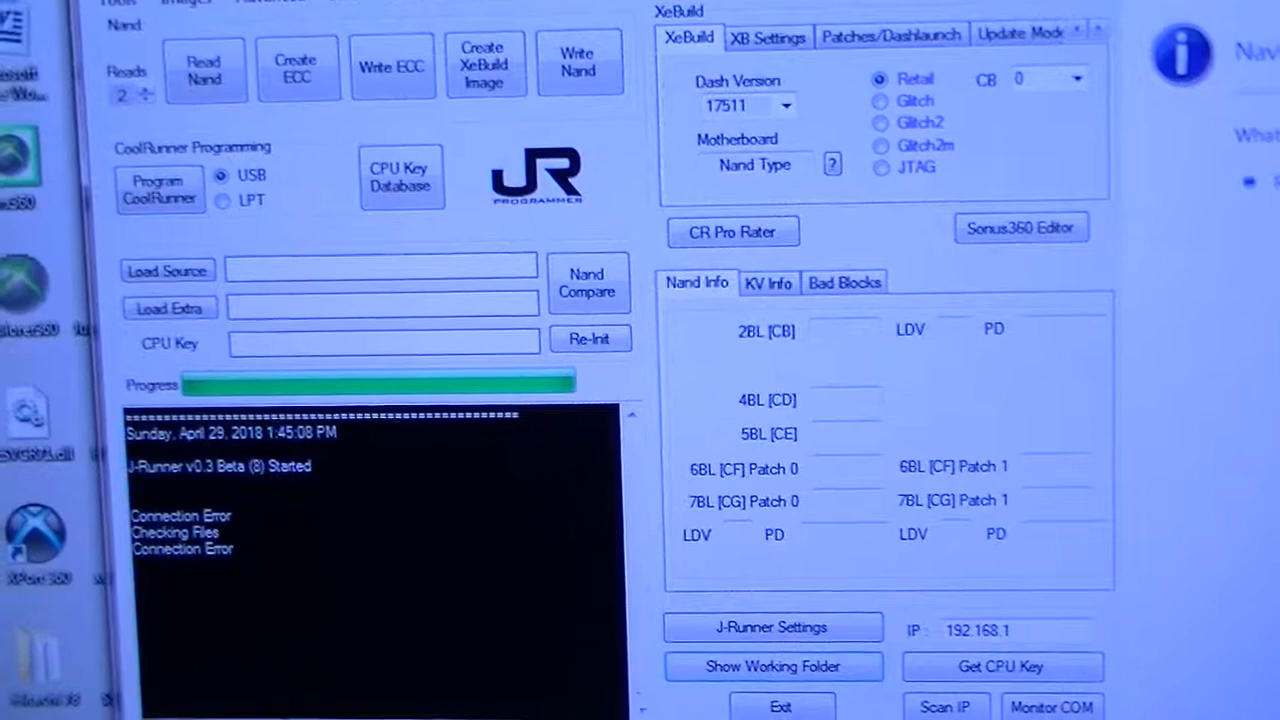 Nand
Reads
2
Read Nand
Create ECC
Write ECC
Create XeBuild Image
Write Nand
CoolRunner Programming
Program CoolRunner
USB
LPT
CPU Key Database
JR
PROGRAMMER
Load Source
Load Extra
CPU Key
Nand Compare
Re-Init
Progress
Sunday, April 29, 2018 1:45:08 PM
J-Runner v0.3 Beta (8) Started
Connection Error
Checking Files
Connection Error
XeBuild
XeBuild
XB Settings
Patches/Dashlaunch
Update Mode
Dash Version
17511
Motherboard
Nand Type
?
Retail
Glitch
Glitch2
Glitch2m
JTAG
CB
0
CR Pro Rater
Sonus360 Editor
Nand Info
KV Info
Bad Blocks
2BL [CB]
LDV
PD
4BL [CD]
5BL [CE]
6BL [CF] Patch 0
6BL [CF] Patch 1
7BL [CG] Patch 0
7BL [CG] Patch 1
LDV
PD
LDV
PD
J-Runner Settings
IP :
192.168.1
Show Working Folder
Get CPU Key
Exit
Scan IP
Monitor COM
Nav
What
XPort 360